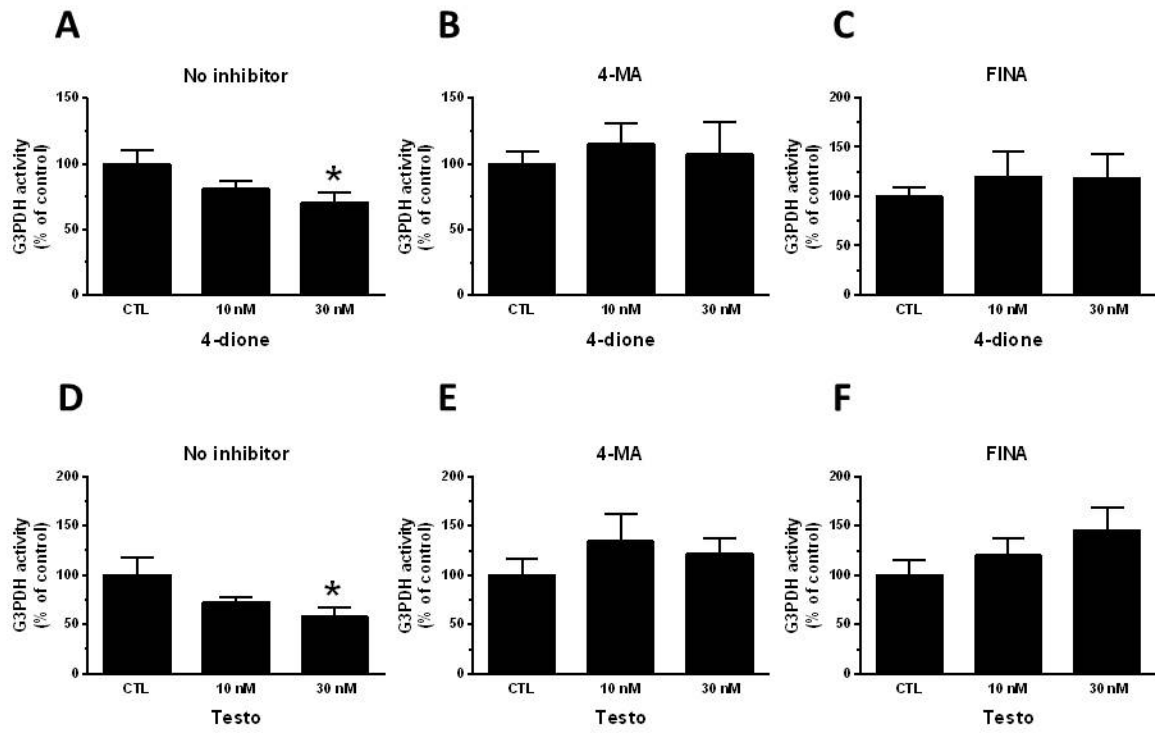 A
No inhibitor
G3PDH activity
(% of control)
150
100
50
0
*
CTL
10 nM
30 nM
4-dione
B
4-MA
G3PDH activity
(% of control)
150
100
50
0
CTL
10 nM
30 nM
4-dione
C
FINA
G3PDH activity
(% of control)
200
150
100
50
0
CTL
10 nM
30 nM
4-dione
D
No inhibitor
G3PDH activity
(% of control)
200
150
100
50
0
*
CTL
10 nM
30 nM
Testo
E
4-MA
G3PDH activity
(% of control)
200
150
100
50
0
CTL
10 nM
30 nM
Testo
F
FINA
G3PDH activity
(% of control)
200
150
100
50
0
CTL
10 nM
30 nM
Testo